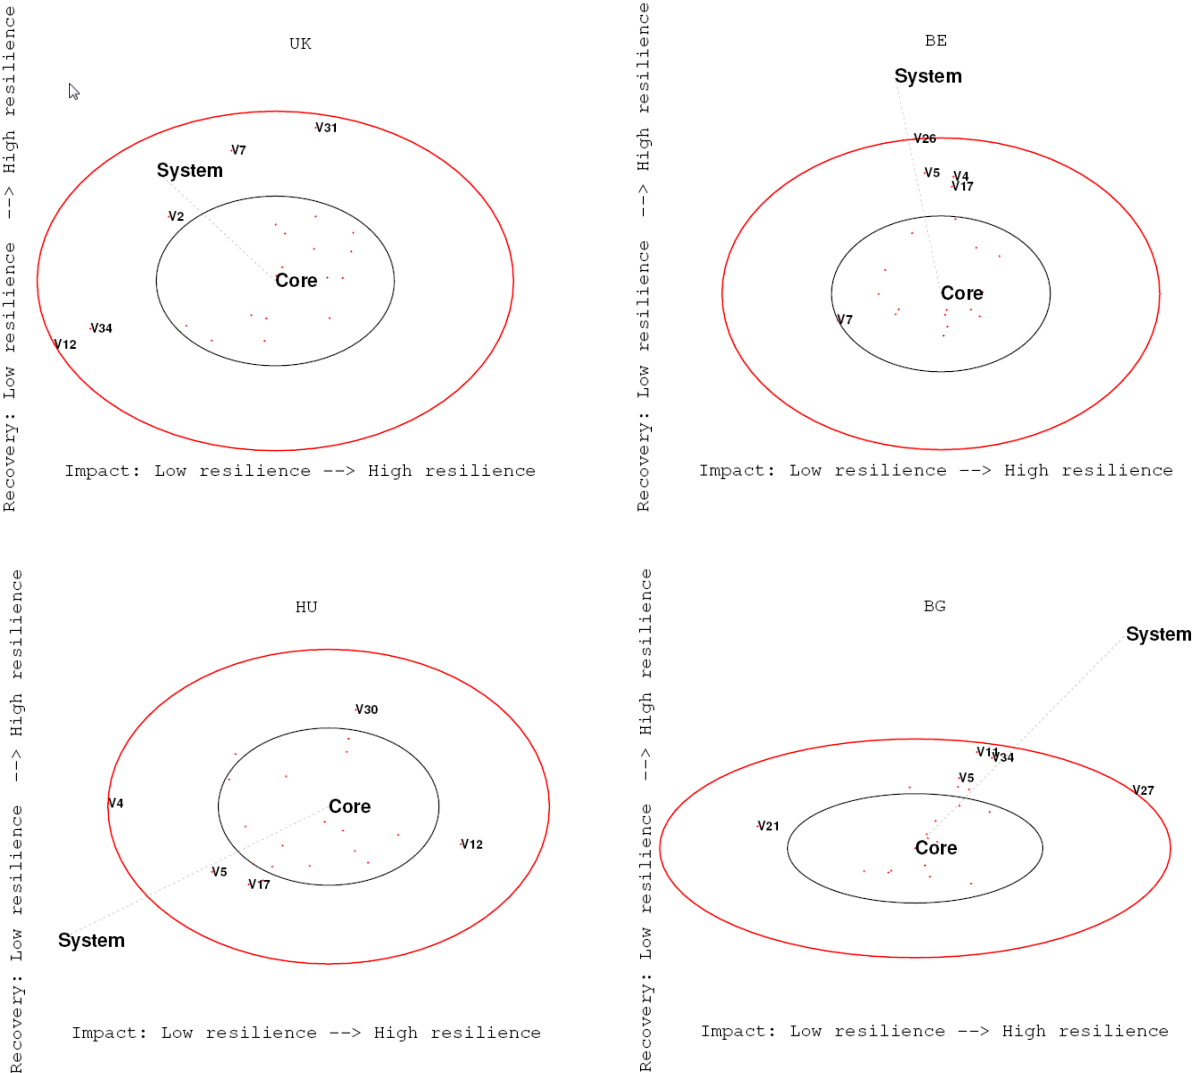 UK
Recovery: Low resilience --> High resilience
V31
V7
System
V2
Core
V34
V12
Impact: Low resilience --> High resilience
BE
Recovery: Low resilience --> High resilience
System
V26
V5
V4
V17
Core
V7
Impact: Low resilience --> High resilience
HU
Recovery: Low resilience --> High resilience
V30
V4
Core
V12
V5
V17
System
Impact: Low resilience --> High resilience
BG
Recovery: Low resilience --> High resilience
System
V11
V34
V5
V27
V21
Core
Impact: Low resilience --> High resilience